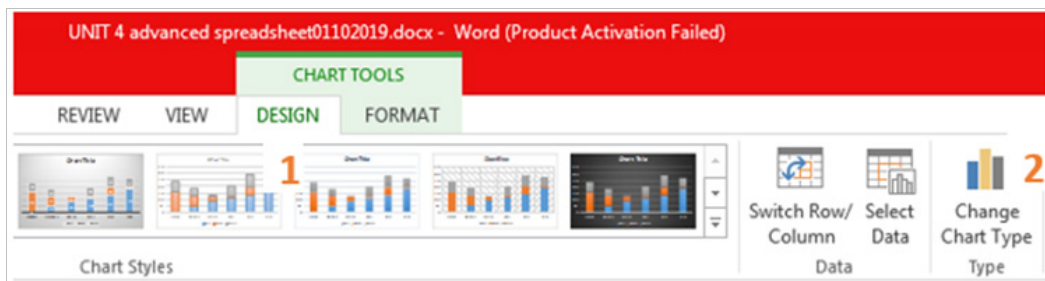 UNIT 4 advanced spreadsheet01102019.docx - Word (Product Activation Failed)
CHART TOOLS
REVIEW VIEW DESIGN FORMAT
1
2
Switch Row/
Column
Select
Data
Change
Chart Type
Chart Styles
Data
Type